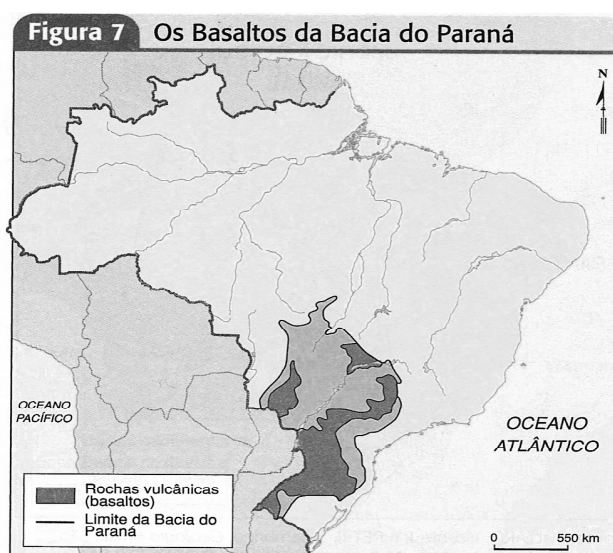 Figura 7 Os Basaltos da Bacia do Paraná
N
OCEANO
PACÍFICO
OCEANO
ATLÂNTICO
Rochas vulcânicas
(basaltos)
Limite da Bacia do
Paraná
0 550 km